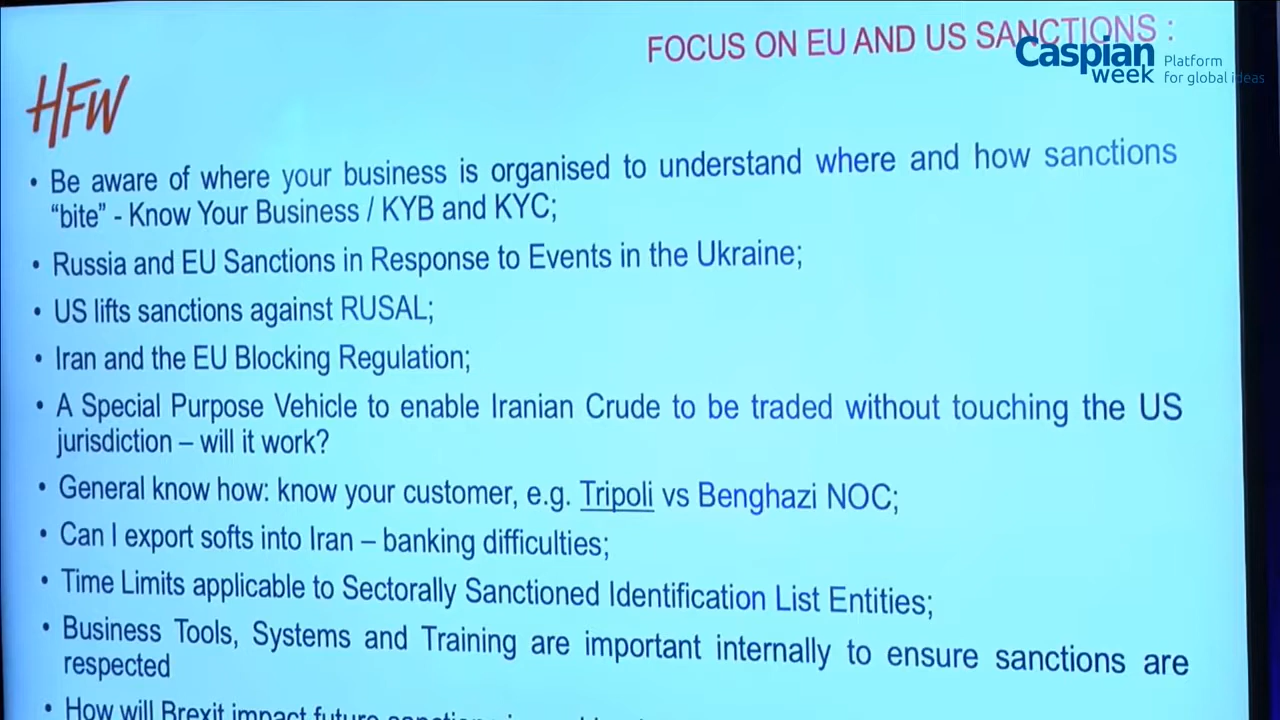 FOCUS ON EU AND US SANCTIONS :
Caspian
week
Platform
for global ideas
HFW
• Be aware of where your business is organised to understand where and how sanctions
“bite” - Know Your Business / KYB and KYC;
• Russia and EU Sanctions in Response to Events in the Ukraine;
• US lifts sanctions against RUSAL;
• Iran and the EU Blocking Regulation;
• A Special Purpose Vehicle to enable Iranian Crude to be traded without touching the US
jurisdiction – will it work?
• General know how: know your customer, e.g. Tripoli vs Benghazi NOC;
• Can I export softs into Iran – banking difficulties;
• Time Limits applicable to Sectorally Sanctioned Identification List Entities;
• Business Tools, Systems and Training are important internally to ensure sanctions are
respected
• How will Brexit impact future sanctions